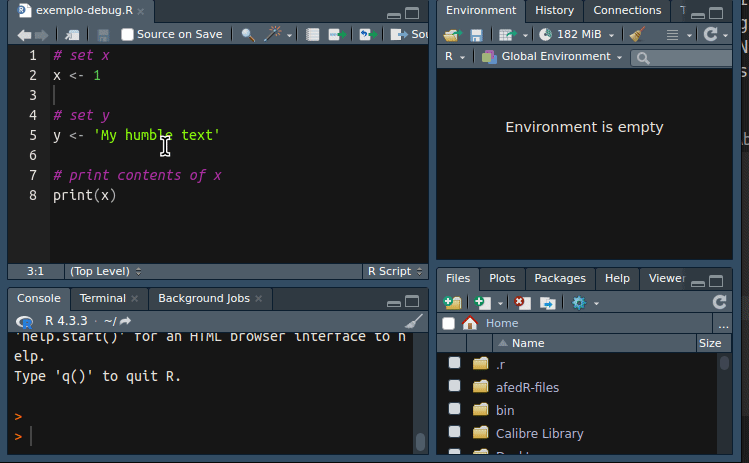 exemplo-debug.R
Source on Save
Sou
1 # set x
2 x <- 1
3
4 # set y
5 y <- 'My humble text'
6
7 # print contents of x
8 print(x)
3:1 (Top Level) R Script
Console Terminal Background Jobs
R 4.3.3 · ~/
'help.start()' for an HTML browser interface to h
elp.
Type 'q()' to quit R.
>
>
Environment History Connections T
182 MiB
R Global Environment
Environment is empty
Files Plots Packages Help Viewer
Home ...
Name Size
.r
afedR-files
bin
Calibre Library